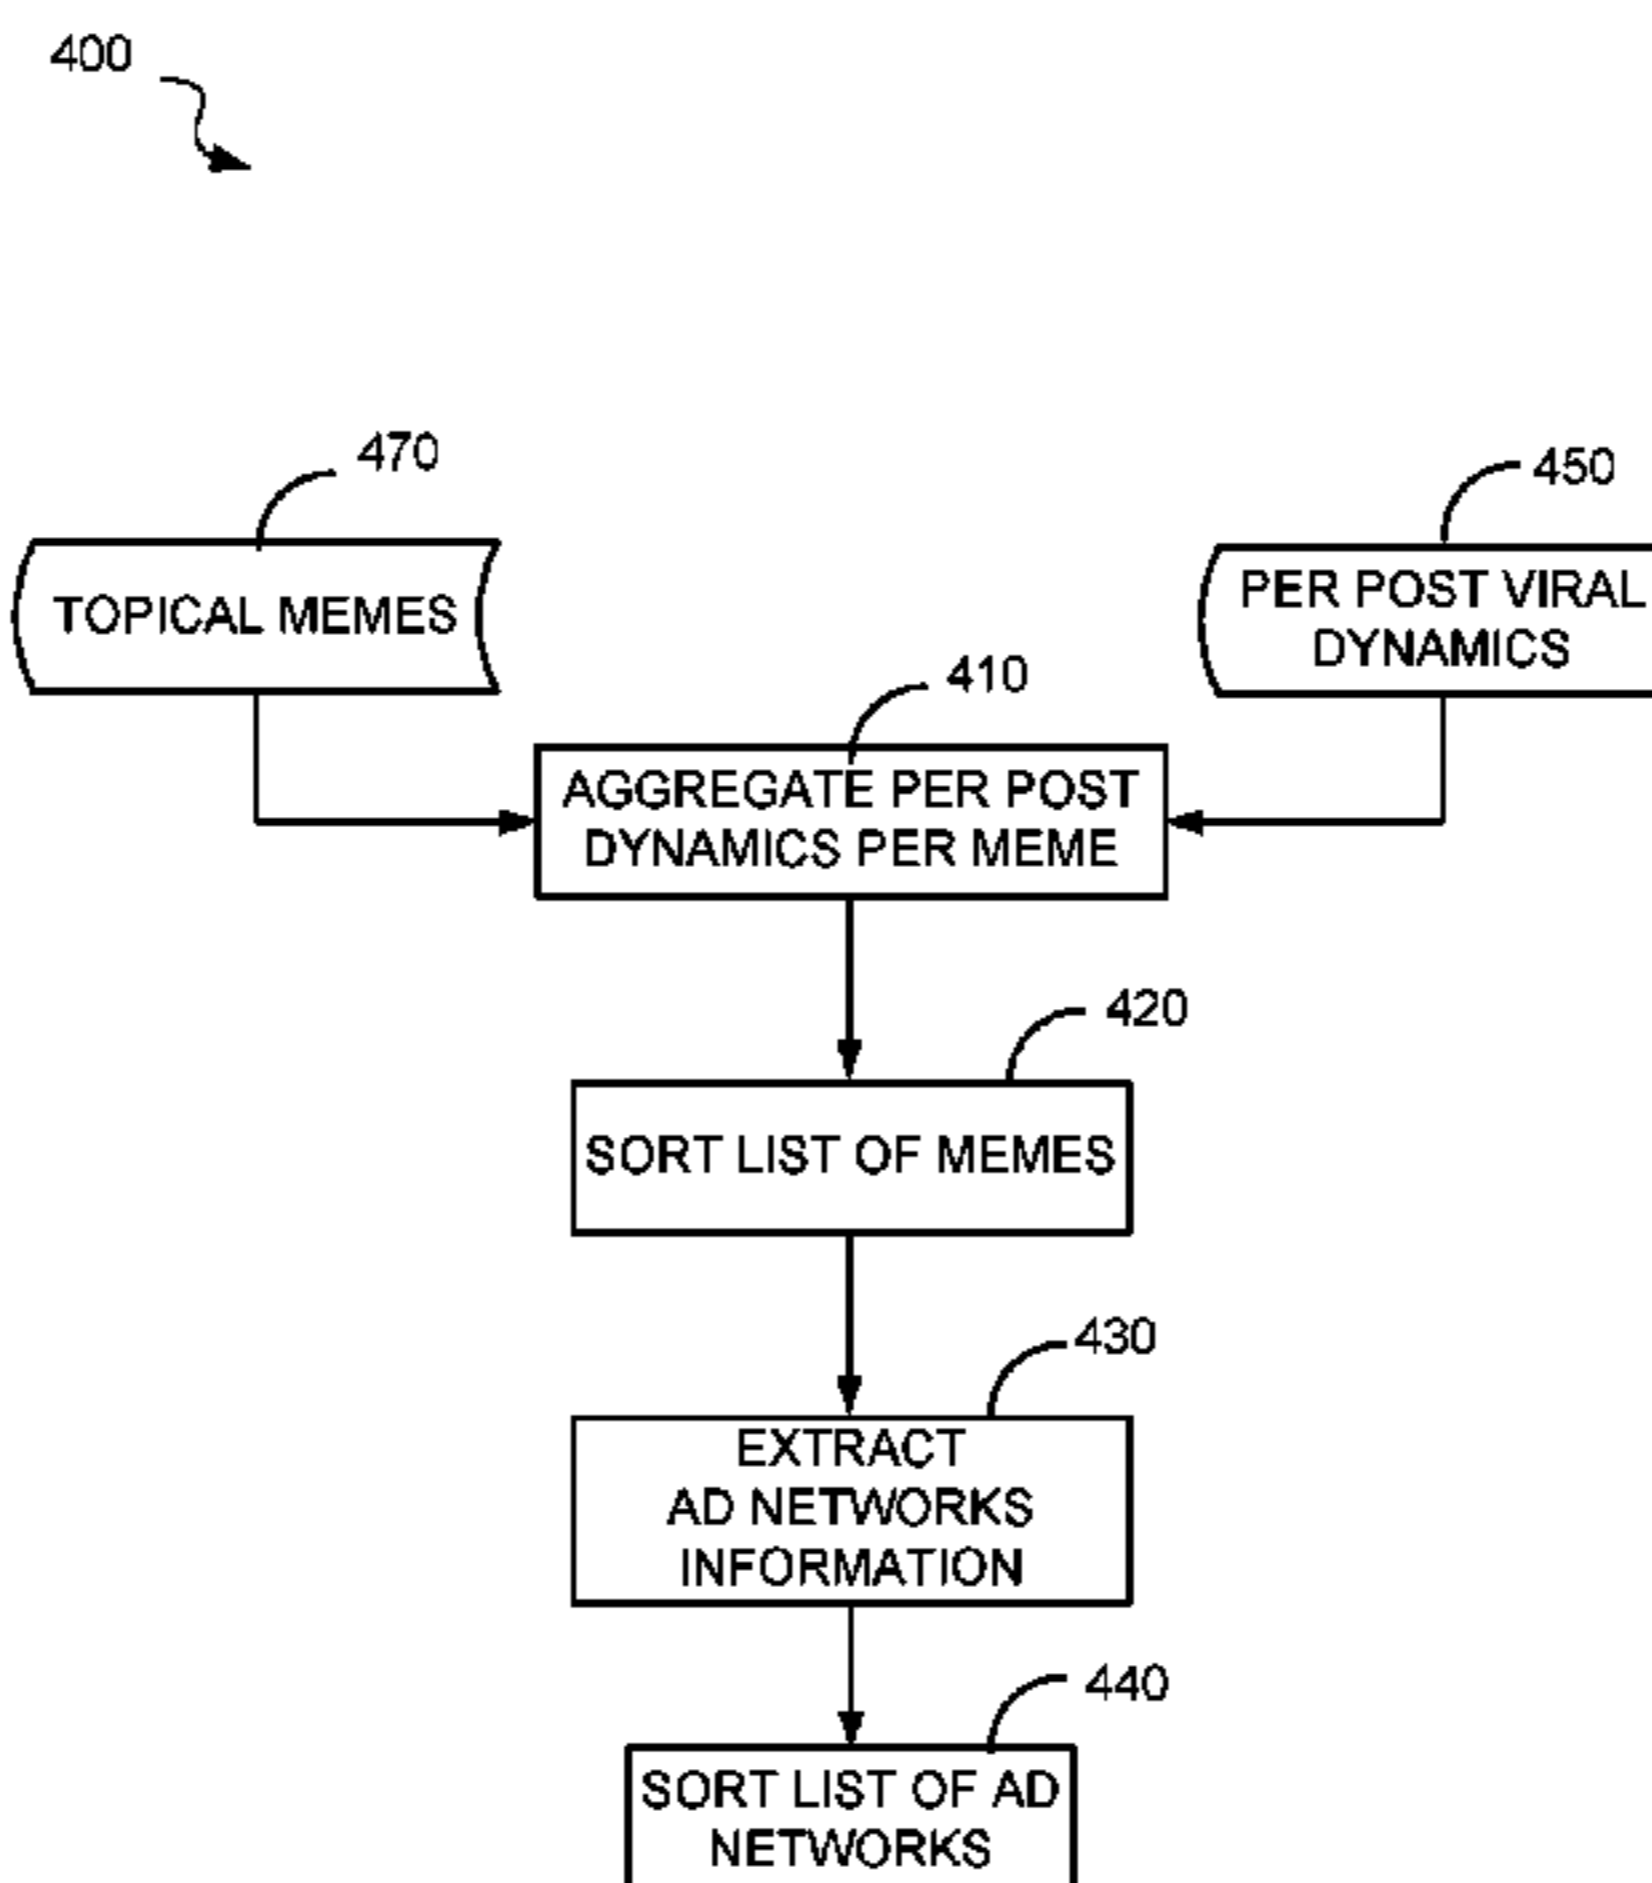 400
470
TOPICAL MEMES
450
PER POST VIRAL
DYNAMICS
410
AGGREGATE PER POST
DYNAMICS PER MEME
420
SORT LIST OF MEMES
430
EXTRACT
AD NETWORKS
INFORMATION
440
SORT LIST OF AD
NETWORKS